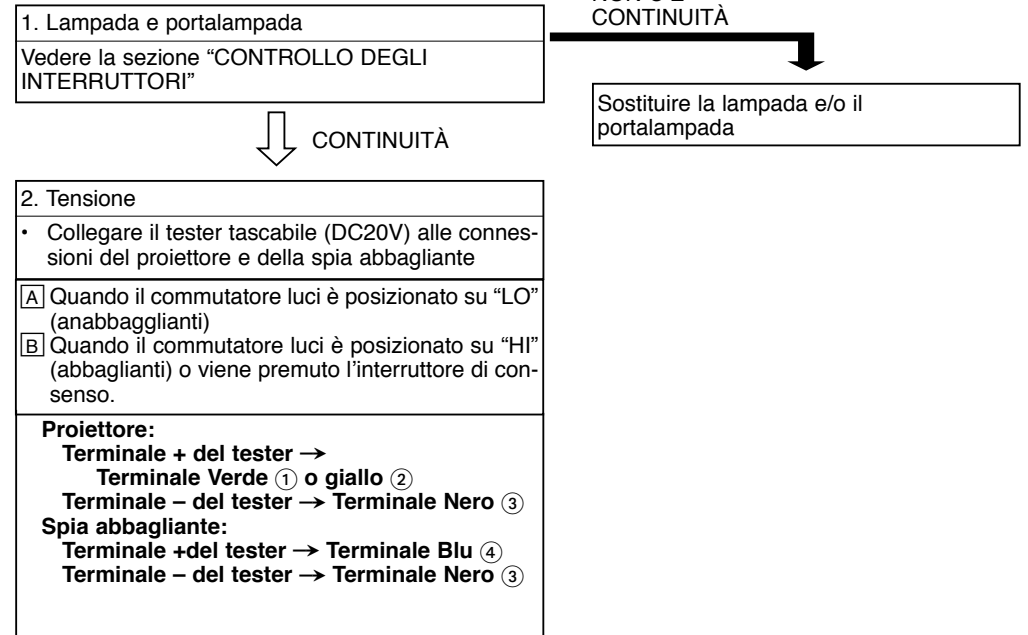 1. Lampada e portalampada
Vedere la sezione “CONTROLLO DEGLI
INTERRUTTORI”
CONTINUITÀ
Sostituire la lampada e/o il
portalampada
CONTINUITÀ
2. Tensione
• Collegare il tester tascabile (DC20V) alle connes-
sioni del proiettore e della spia abbagliante
A Quando il commutatore luci è posizionato su “LO”
(anabbagglianti)
B Quando il commutatore luci è posizionato su “HI”
(abbaglianti) o viene premuto l’interruttore di con-
senso.
Proiettore:
Terminale + del tester →
Terminale Verde ① o giallo ②
Terminale – del tester → Terminale Nero ③
Spia abbagliante:
Terminale +del tester → Terminale Blu ④
Terminale – del tester → Terminale Nero ③